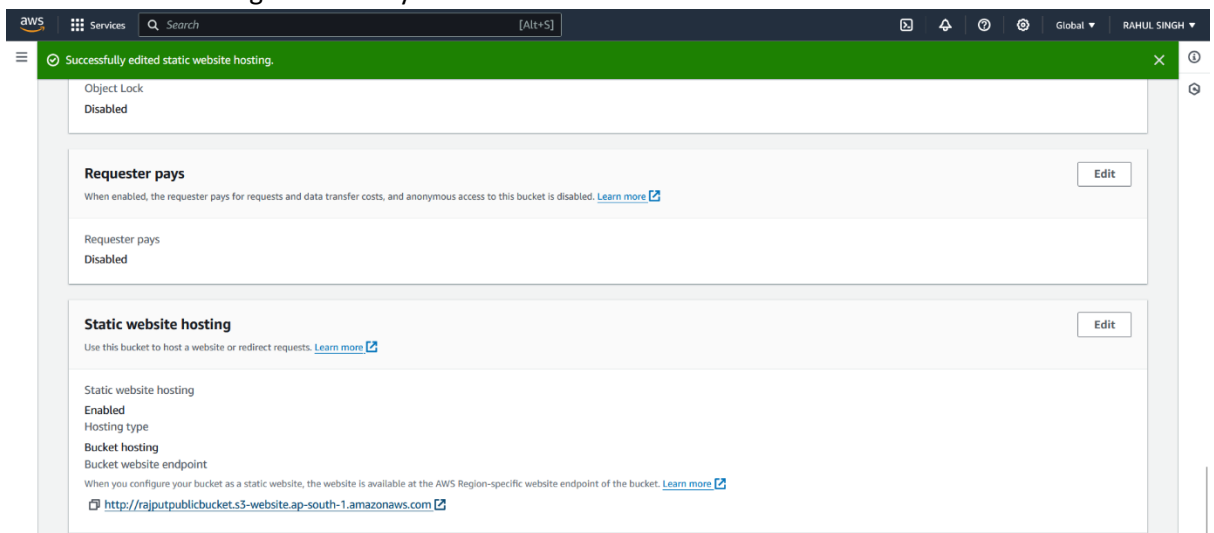 aws Services Search [Alt+S] Global ▼ RAHUL SINGH ▼
Successfully edited static website hosting.
Object Lock
Disabled
Requester pays
Edit
When enabled, the requester pays for requests and data transfer costs, and anonymous access to this bucket is disabled. Learn more
Requester pays
Disabled
Static website hosting
Edit
Use this bucket to host a website or redirect requests. Learn more
Static website hosting
Enabled
Hosting type
Bucket hosting
Bucket website endpoint
When you configure your bucket as a static website, the website is available at the AWS Region-specific website endpoint of the bucket. Learn more
http://rajputpublicbucket.s3-website.ap-south-1.amazonaws.com